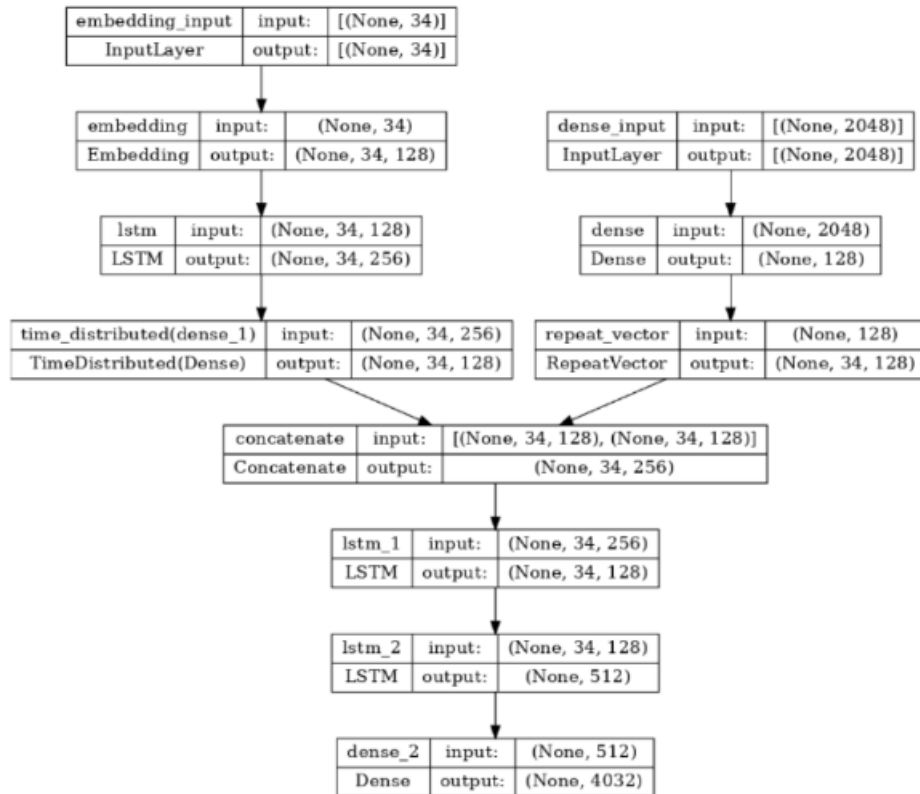 embedding_input input: [(None, 34)]
InputLayer output: [(None, 34)]
embedding input: (None, 34)
Embedding output: (None, 34, 128)
dense_input input: [(None, 2048)]
InputLayer output: [(None, 2048)]
lstm input: (None, 34, 128)
LSTM output: (None, 34, 256)
dense input: (None, 2048)
Dense output: (None, 128)
time_distributed(dense_1) input: (None, 34, 256)
TimeDistributed(Dense) output: (None, 34, 128)
repeat_vector input: (None, 128)
RepeatVector output: (None, 34, 128)
concatenate input: [(None, 34, 128), (None, 34, 128)]
Concatenate output: (None, 34, 256)
lstm_1 input: (None, 34, 256)
LSTM output: (None, 34, 128)
lstm_2 input: (None, 34, 128)
LSTM output: (None, 512)
dense_2 input: (None, 512)
Dense output: (None, 4032)